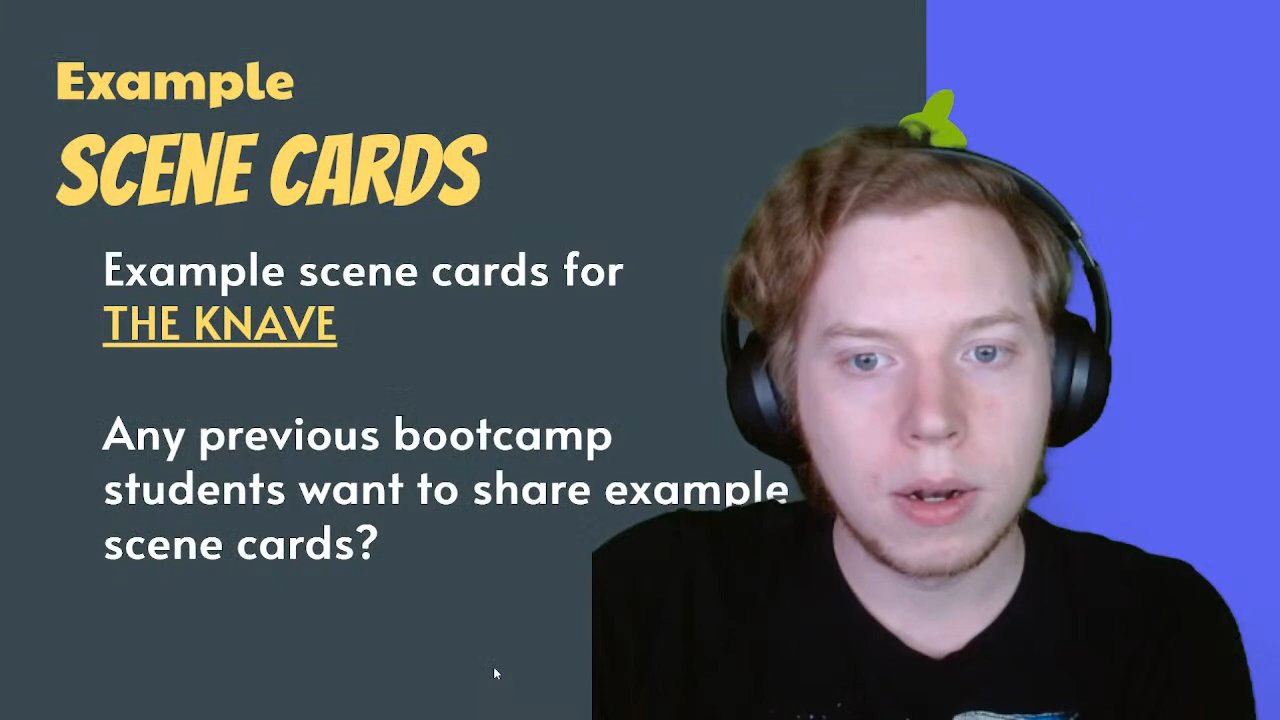 Example
SCENE CARDS
Example scene cards for
THE KNAVE
Any previous bootcamp
students want to share example
scene cards?